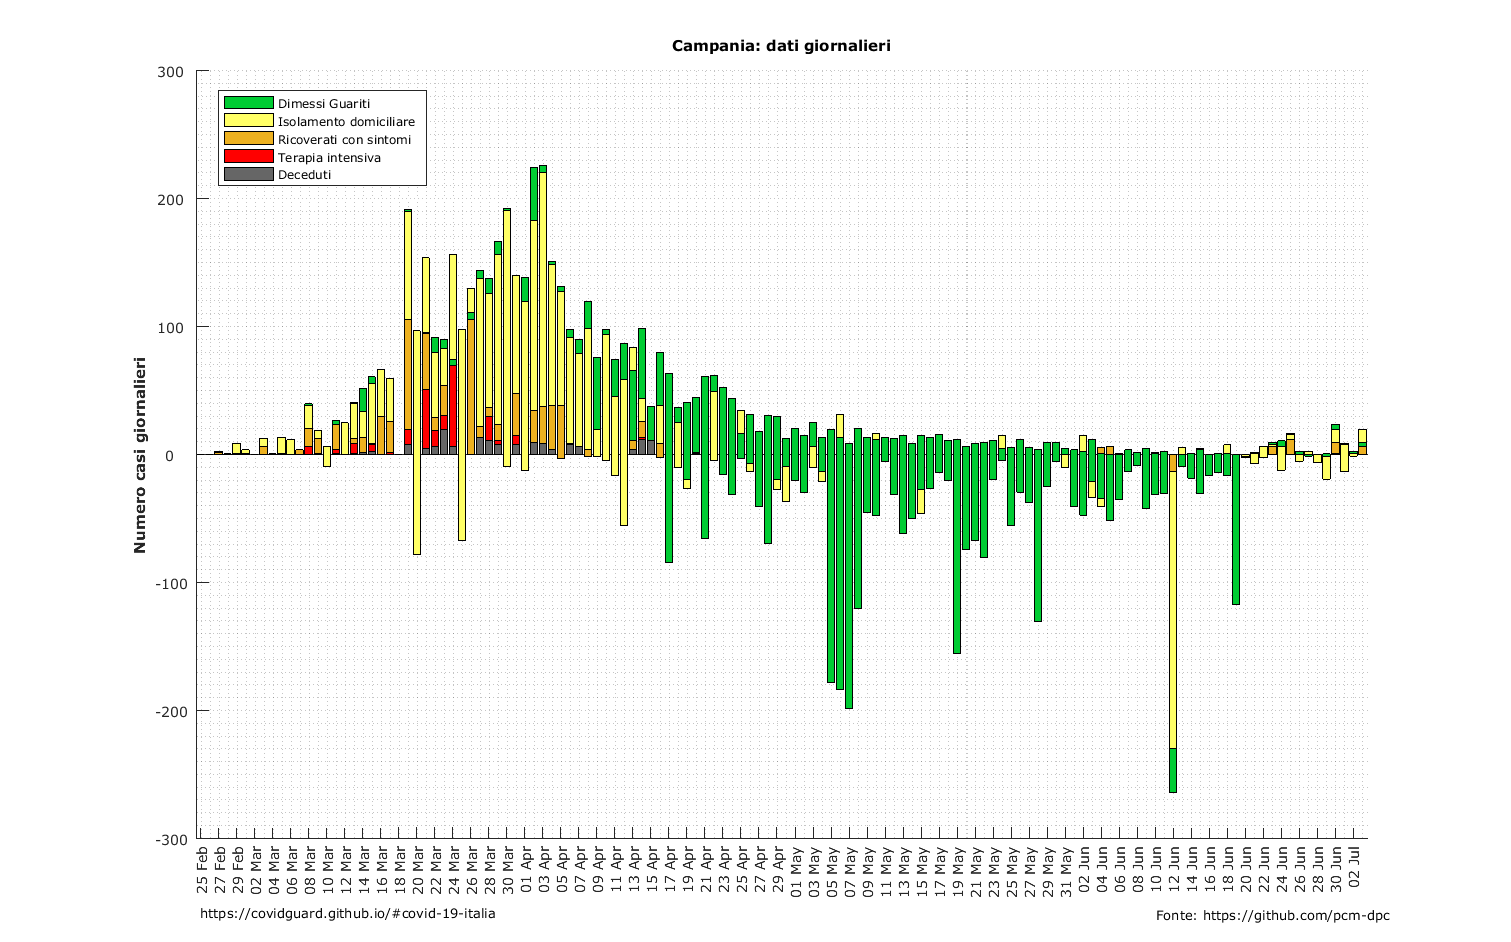 Campania: dati giornalieri
300
200
100
0
-100
-200
-300
Numero casi giornalieri
Dimessi Guariti
Isolamento domiciliare
Ricoverati con sintomi
Terapia intensiva
Deceduti
25 Feb
27 Feb
29 Feb
02 Mar
04 Mar
06 Mar
08 Mar
10 Mar
12 Mar
14 Mar
16 Mar
18 Mar
20 Mar
22 Mar
24 Mar
26 Mar
28 Mar
30 Mar
01 Apr
03 Apr
05 Apr
07 Apr
09 Apr
11 Apr
13 Apr
15 Apr
17 Apr
19 Apr
21 Apr
23 Apr
25 Apr
27 Apr
29 Apr
01 May
03 May
05 May
07 May
09 May
11 May
13 May
15 May
17 May
19 May
21 May
23 May
25 May
27 May
29 May
31 May
02 Jun
04 Jun
06 Jun
08 Jun
10 Jun
12 Jun
14 Jun
16 Jun
18 Jun
20 Jun
22 Jun
24 Jun
26 Jun
28 Jun
30 Jun
02 Jul
https://covidguard.github.io/#covid-19-italia
Fonte: https://github.com/pcm-dpc